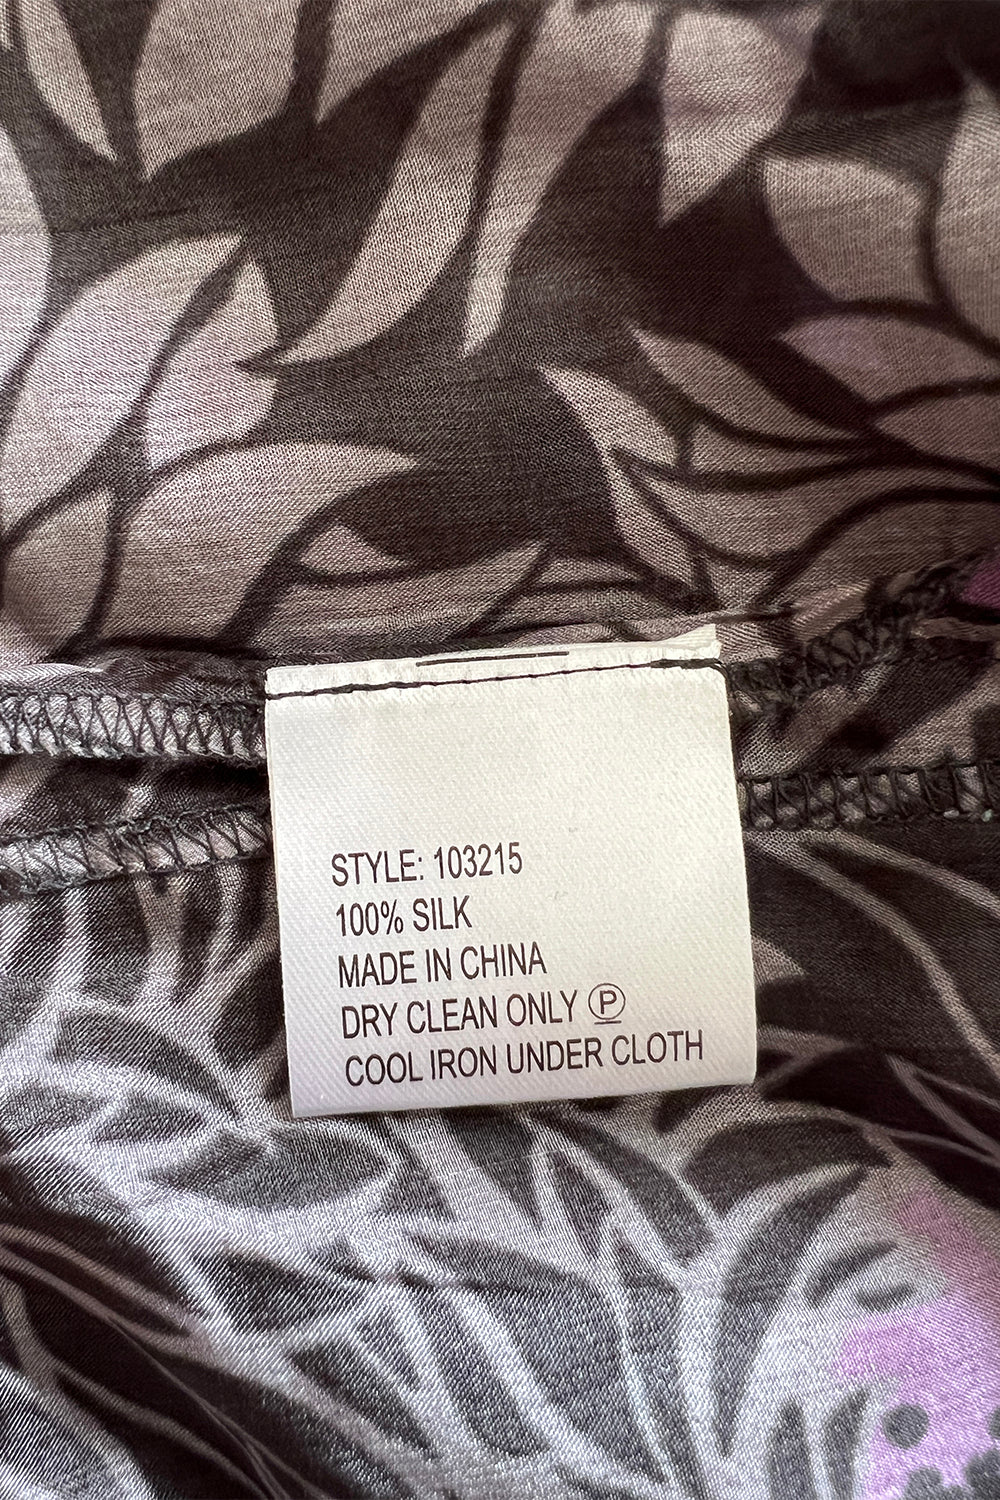 STYLE: 103215
100% SILK
MADE IN CHINA
DRY CLEAN ONLY Ⓟ
COOL IRON UNDER CLOTH